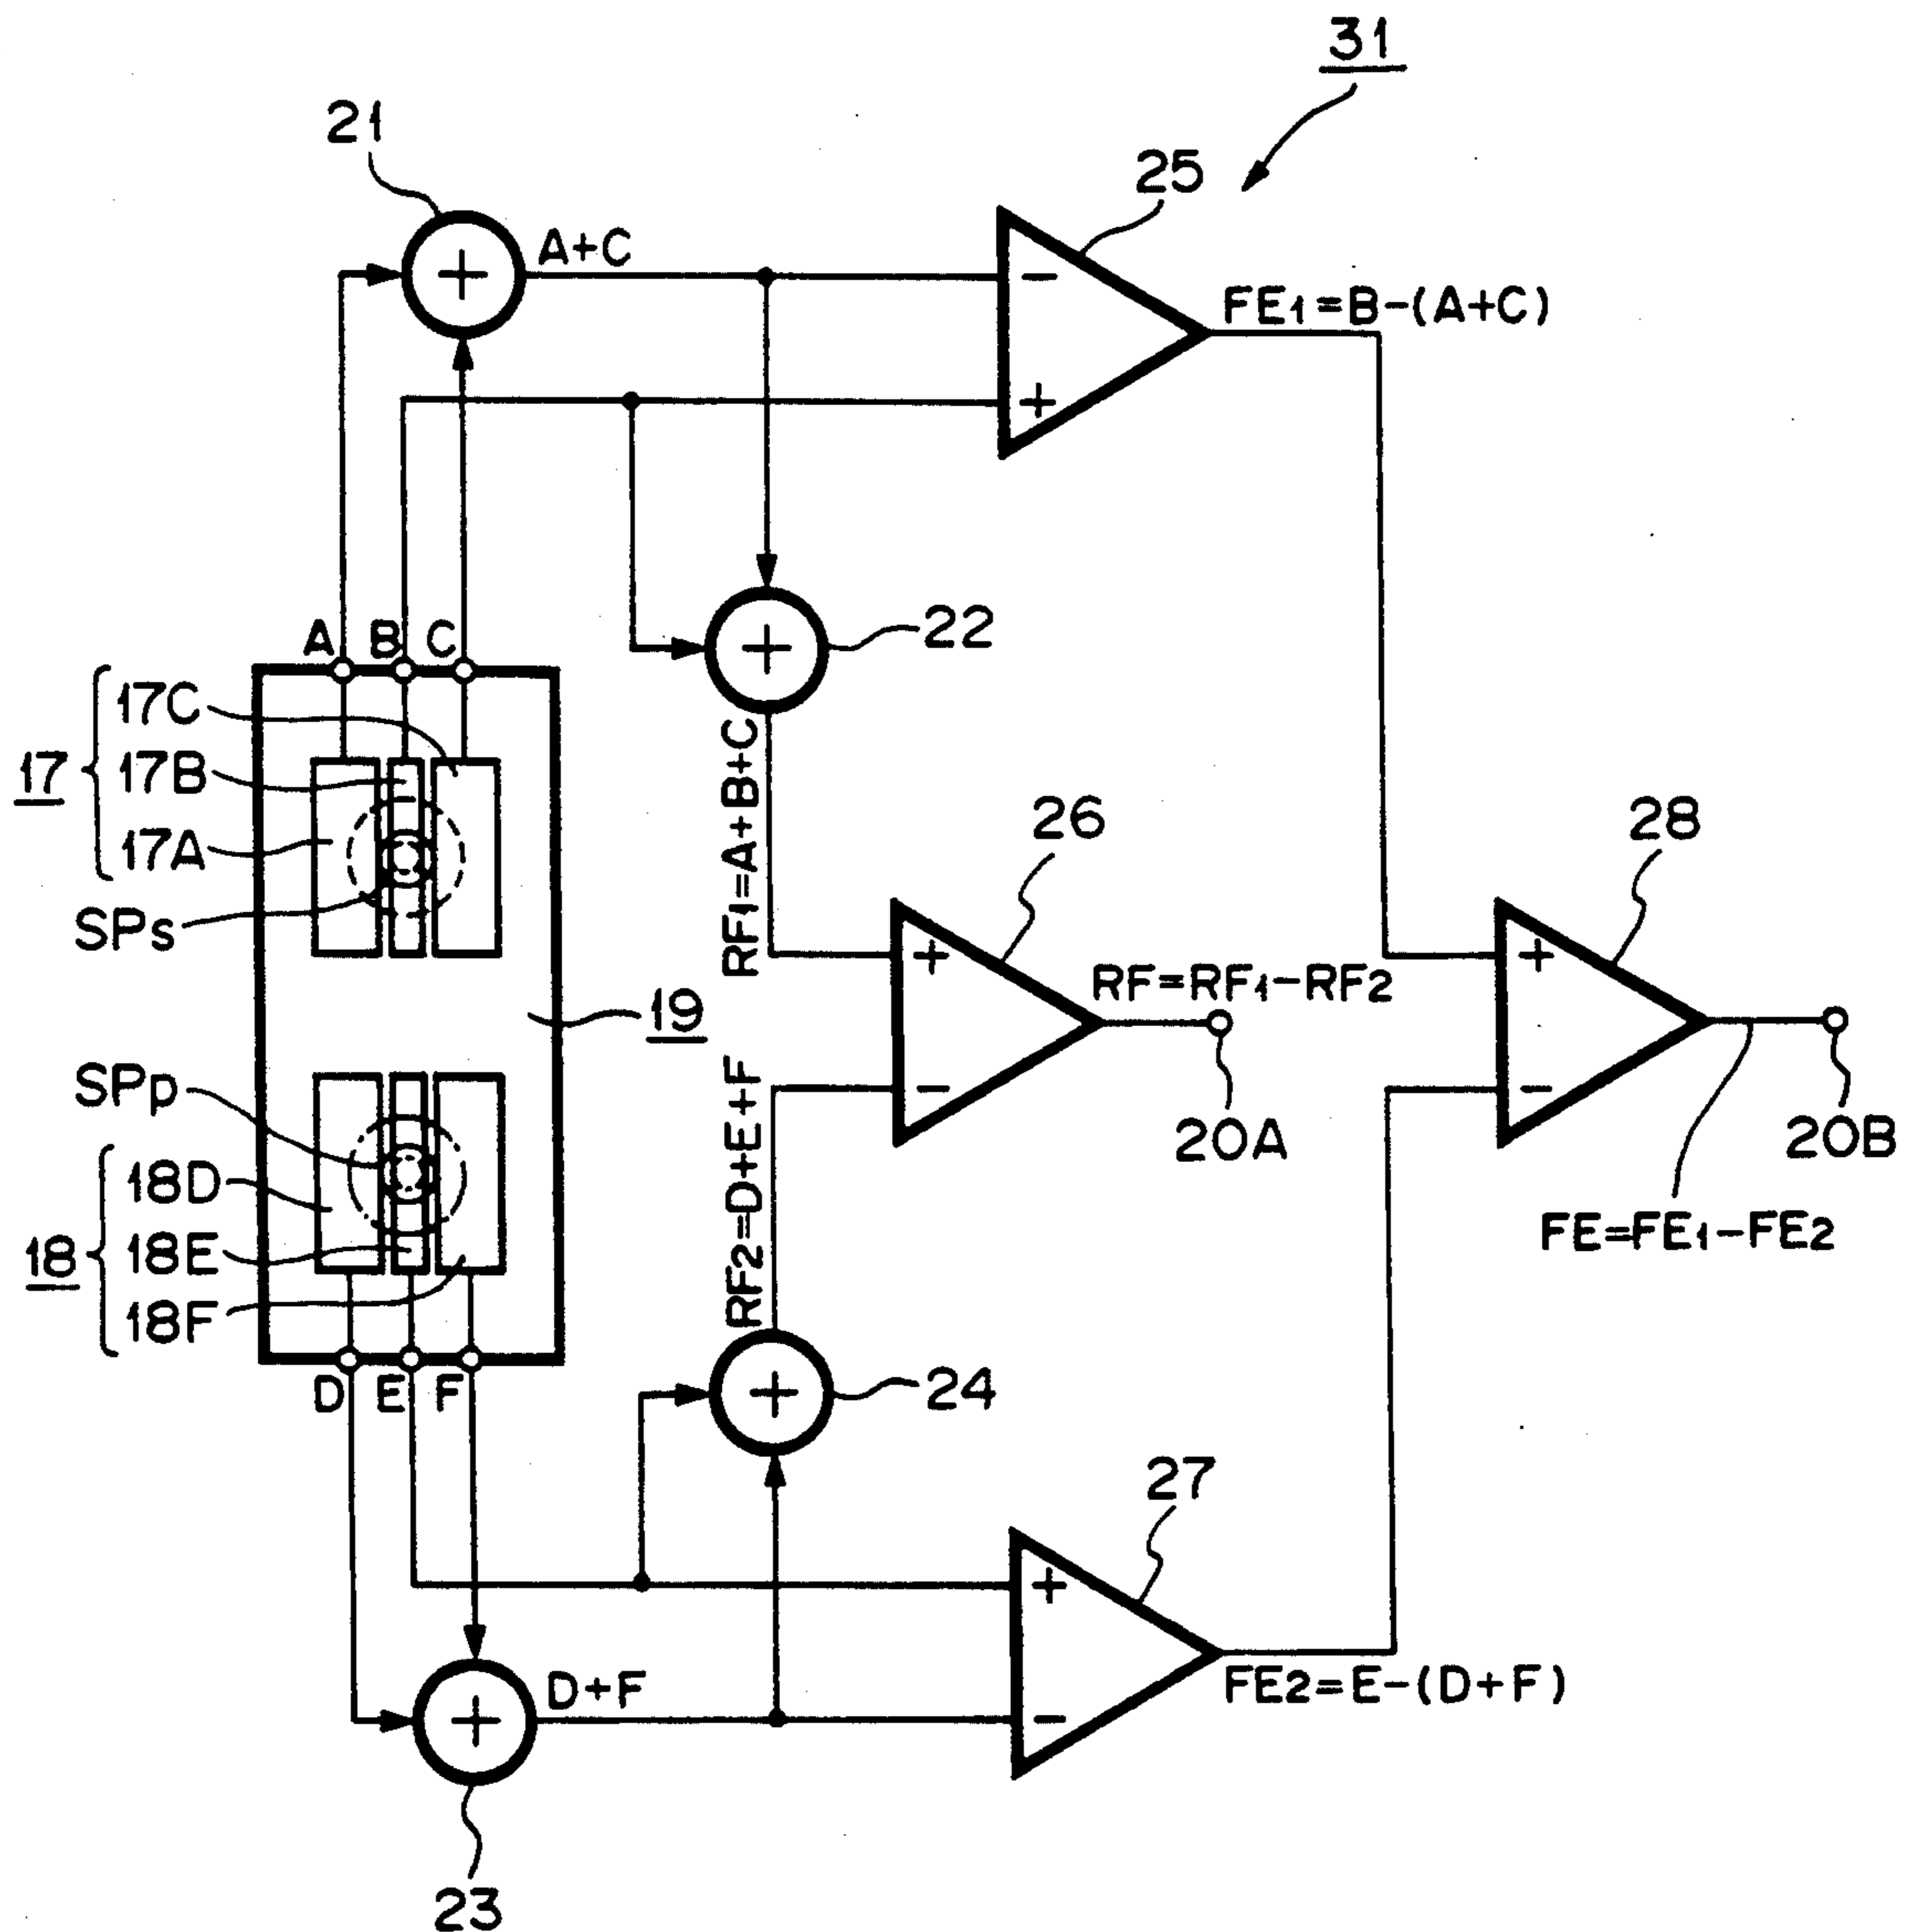 31
21
25
A+C
FE1=B-(A+C)
-
+
+
+
22
A B C
17C
17
17B
17A
SPs
RF1=A+B+C
26
28
+
+
RF=RF1-RF2
19
SPp
-
-
20A
20B
RF2=D+E+F
18D
18
18E
18F
FE=FE1-FE2
D E F
+
24
27
+
D+F
FE2=E-(D+F)
+
-
23